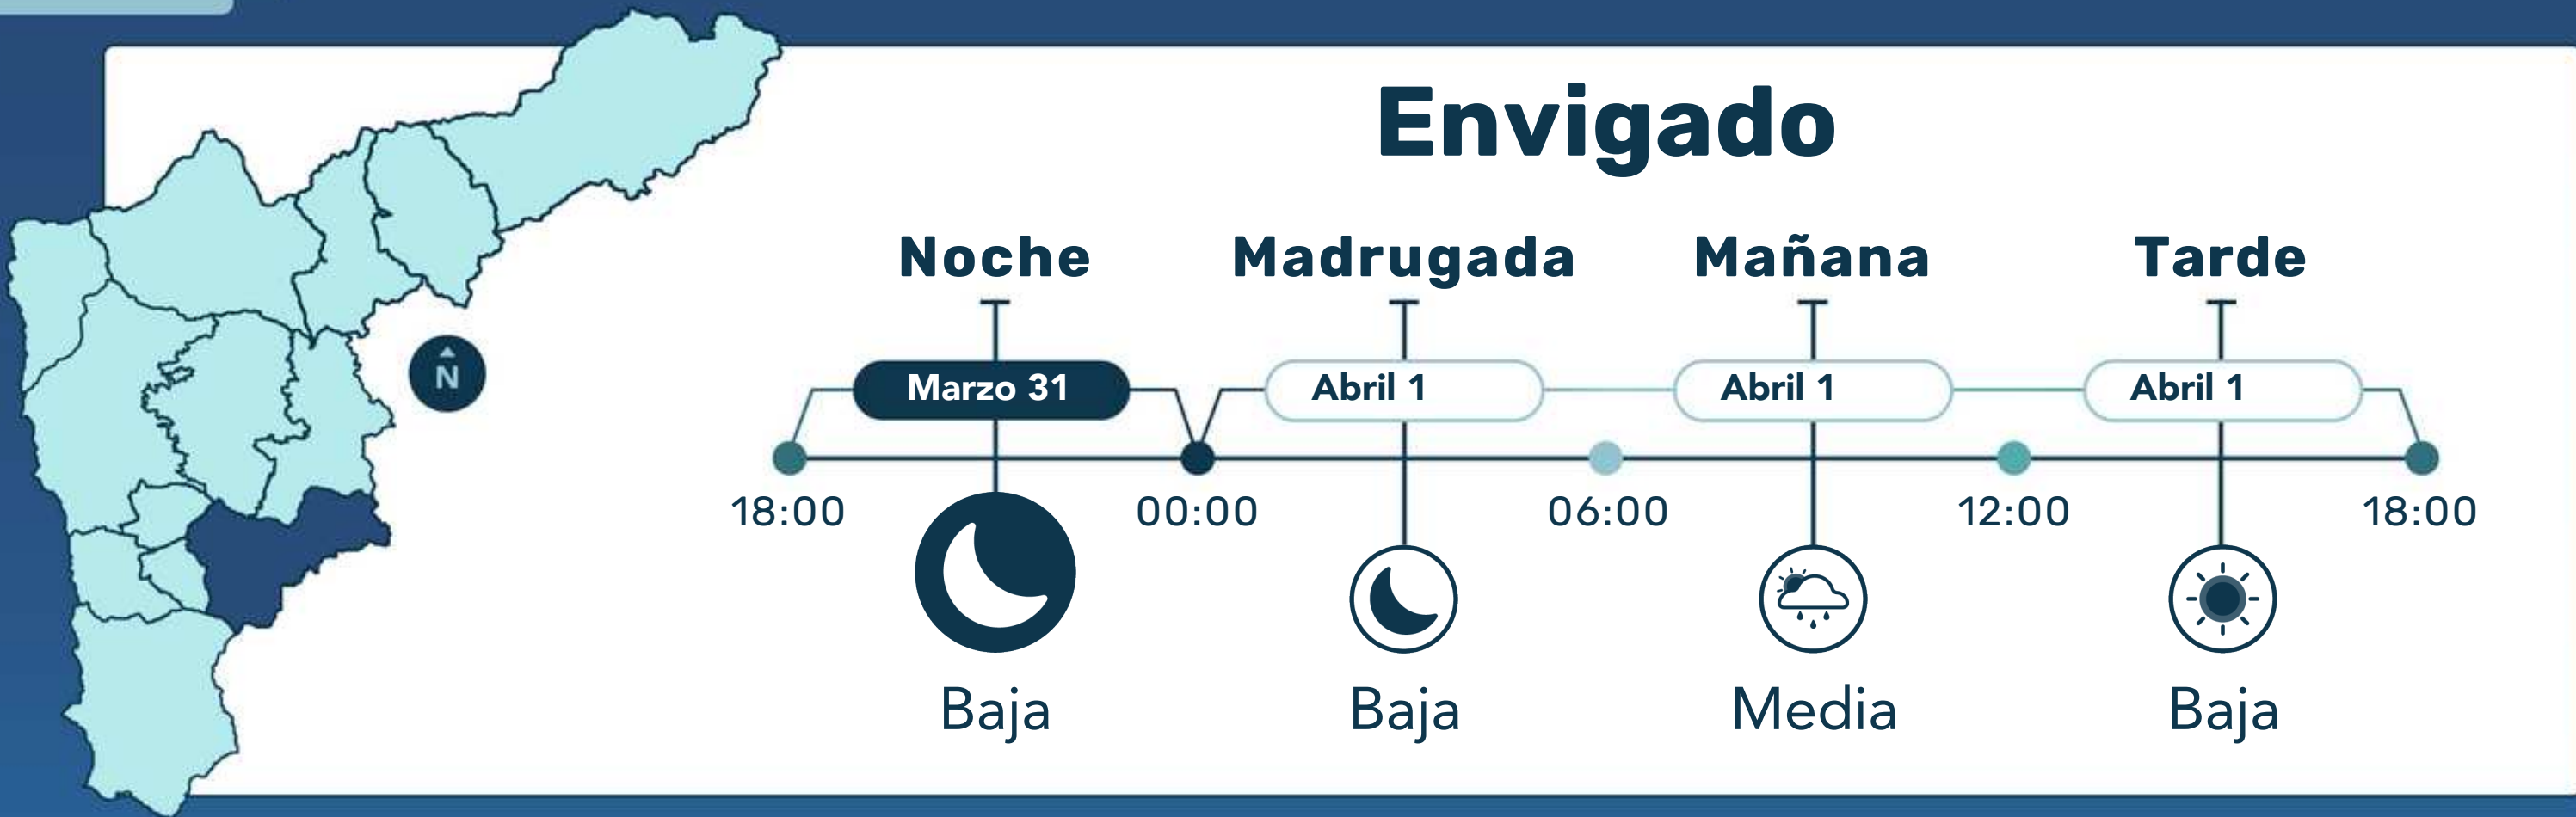 Envigado
Noche Madrugada Mañana Tarde
N
Marzo 31 Abril 1 Abril 1 Abril 1
18:00 00:00 06:00 12:00 18:00
Baja Baja Media Baja